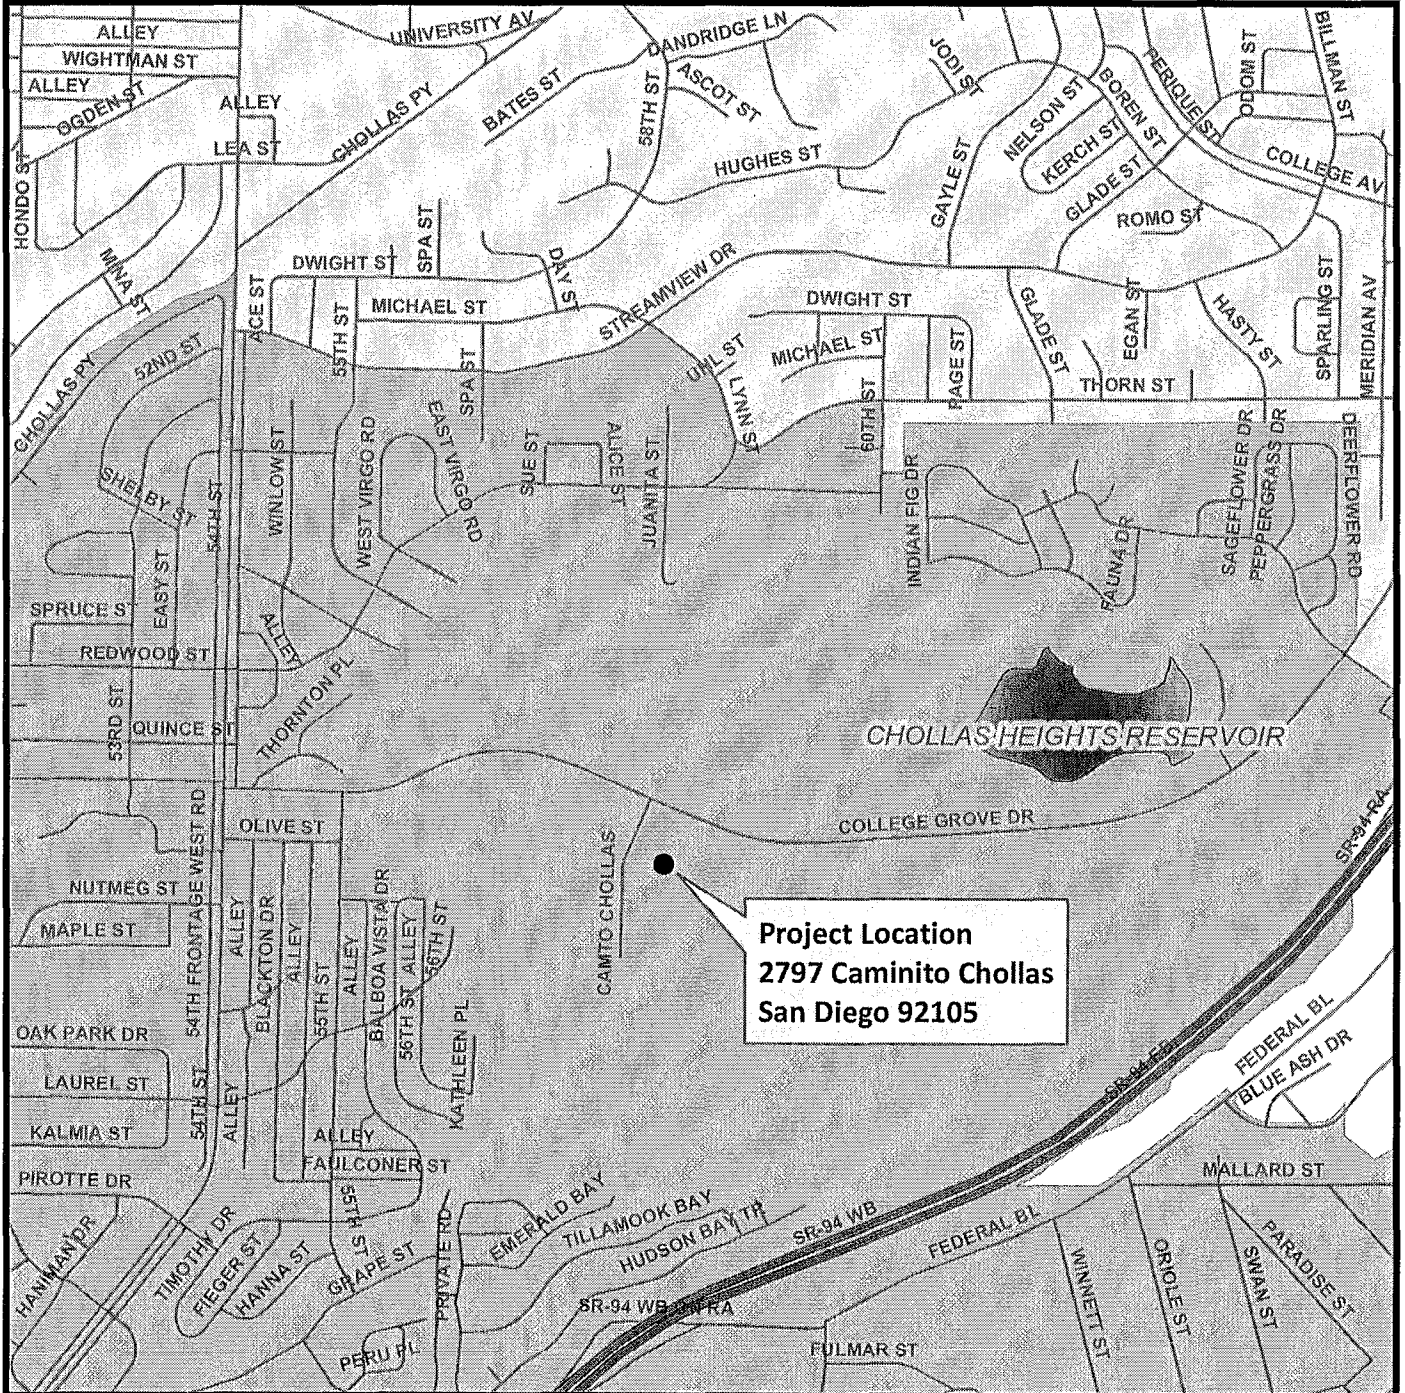 ALLEY
UNIVERSITY AV
DANDRIDGE LN
BILLMAN ST
WIGHTMAN ST
JODI ST
PERIQUE ST
ODOM ST
ALLEY
ALLEY
OGDEN ST
CHOLLAS PY
BATES ST
58TH ST
ASCOT ST
NELSON ST
BOREN ST
KERCH ST
LEA ST
HUGHES ST
COLLEGE AV
HONDO ST
GAYLE ST
GLADE ST
ROMO ST
MINA ST
DWIGHT ST
SPA ST
DAY ST
STREAMVIEW DR
ACE ST
MICHAEL ST
DWIGHT ST
GLADE ST
EGAN ST
HASTY ST
SPARLING ST
MERIDIAN AV
52ND ST
55TH ST
UHL ST
MICHAEL ST
PAGE ST
CHOLLAS PY
SPA ST
LYNN ST
60TH ST
THORN ST
SHELBY ST
54TH ST
WINLOW ST
WEST VIRGO RD
EAST VIRGO RD
SUE ST
ALICE ST
JUANITA ST
INDIAN FIG DR
FAUNA DR
SAGEFLOWER DR
PEPPERGRASS DR
DEERFLOWER RD
EASY ST
SPRUCE ST
ALLEY
REDWOOD ST
THORNTON PL
53RD ST
QUINCE ST
CHOLLAS HEIGHTS RESERVOIR
OLIVE ST
COLLEGE GROVE DR
SR-94 RA
54TH FRONTAGE WEST RD
CAMTO CHOLLAS
NUTMEG ST
MAPLE ST
ALLEY
BLACKTON DR
ALLEY
55TH ST
ALLEY
BALBOA VISTA DR
56TH ST
ALLEY
56TH ST
Project Location
2797 Caminito Chollas
San Diego 92105
OAK PARK DR
KATHLEEN PL
FEDERAL BL
SR-94 EB
BLUE ASH DR
LAUREL ST
54TH ST
ALLEY
KALMIA ST
ALLEY
PIROTTE DR
FAULCONER ST
MALLARD ST
55TH ST
EMERALD BAY
TILLAMOOK BAY
HUDSON BAY TR
SR-94 WB
FEDERAL BL
HANIMAN DR
TIMOTHY DR
FIEGER ST
HANNA ST
GRAPE ST
PRIVATE RD
WINNETT ST
ORIOLE ST
SWAN ST
PARADISE ST
SR-94 WB ON RA
PERU PL
FULMAR ST